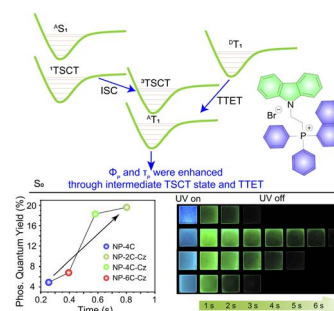 ᴬS₁
¹TSCT
ISC
³TSCT
ᴰT₁
TTET
ᴬT₁
N
Br⁻
P⁺
Φₚ and τₚ were enhanced
through intermediate TSCT state and TTET
S₀
Phos. Quantum Yield (%)
20
16
12
8
4
NP-4C
NP-2C-Cz
NP-4C-Cz
NP-6C-Cz
0.2 0.4 0.6 0.8 1.0
Time (s)
UV on UV off
1 s 2 s 3 s 4 s 5 s 6 s